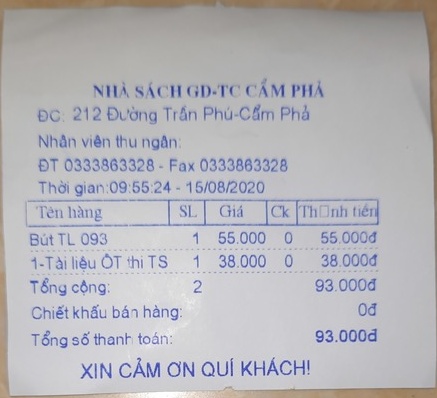 NHÀ SÁCH GD-TC CẨM PHẢ
ĐC: 212 Đường Trần Phú-Cẩm Phả
Nhân viên thu ngân:
ĐT 0333863328 - Fax 0333863328
Thời gian:09:55:24 - 15/08/2020
Tên hàng SL Giá Ck Th□nh tiền
Bút TL 093 1 55.000 0 55.000đ
1-Tài liệu ÔT thi TS 1 38.000 0 38.000đ
Tổng cộng: 2 93.000đ
Chiết khấu bán hàng: 0đ
Tổng số thanh toán: 93.000đ
XIN CẢM ƠN QUÍ KHÁCH!